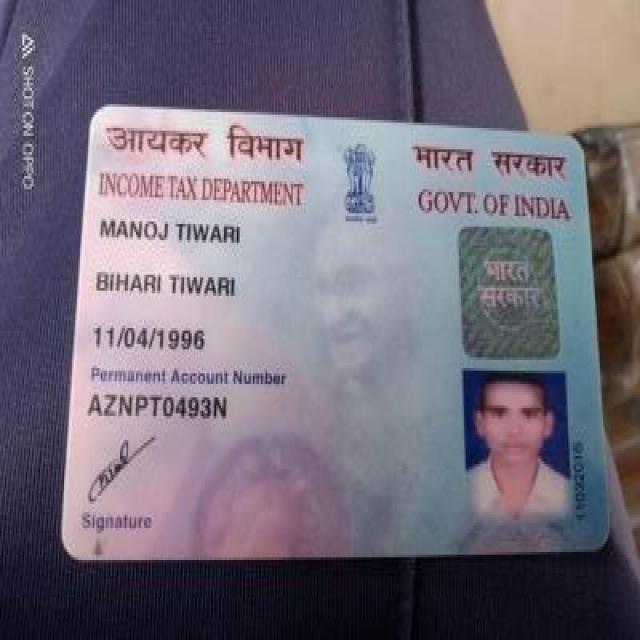 SHOT ON OPPO
आयकर विभाग
INCOME TAX DEPARTMENT
भारत सरकार
GOVT. OF INDIA
MANOJ TIWARI
BIHARI TIWARI
11/04/1996
Permanent Account Number
AZNPT0493N
Signature
भारत
सरकार
11032016